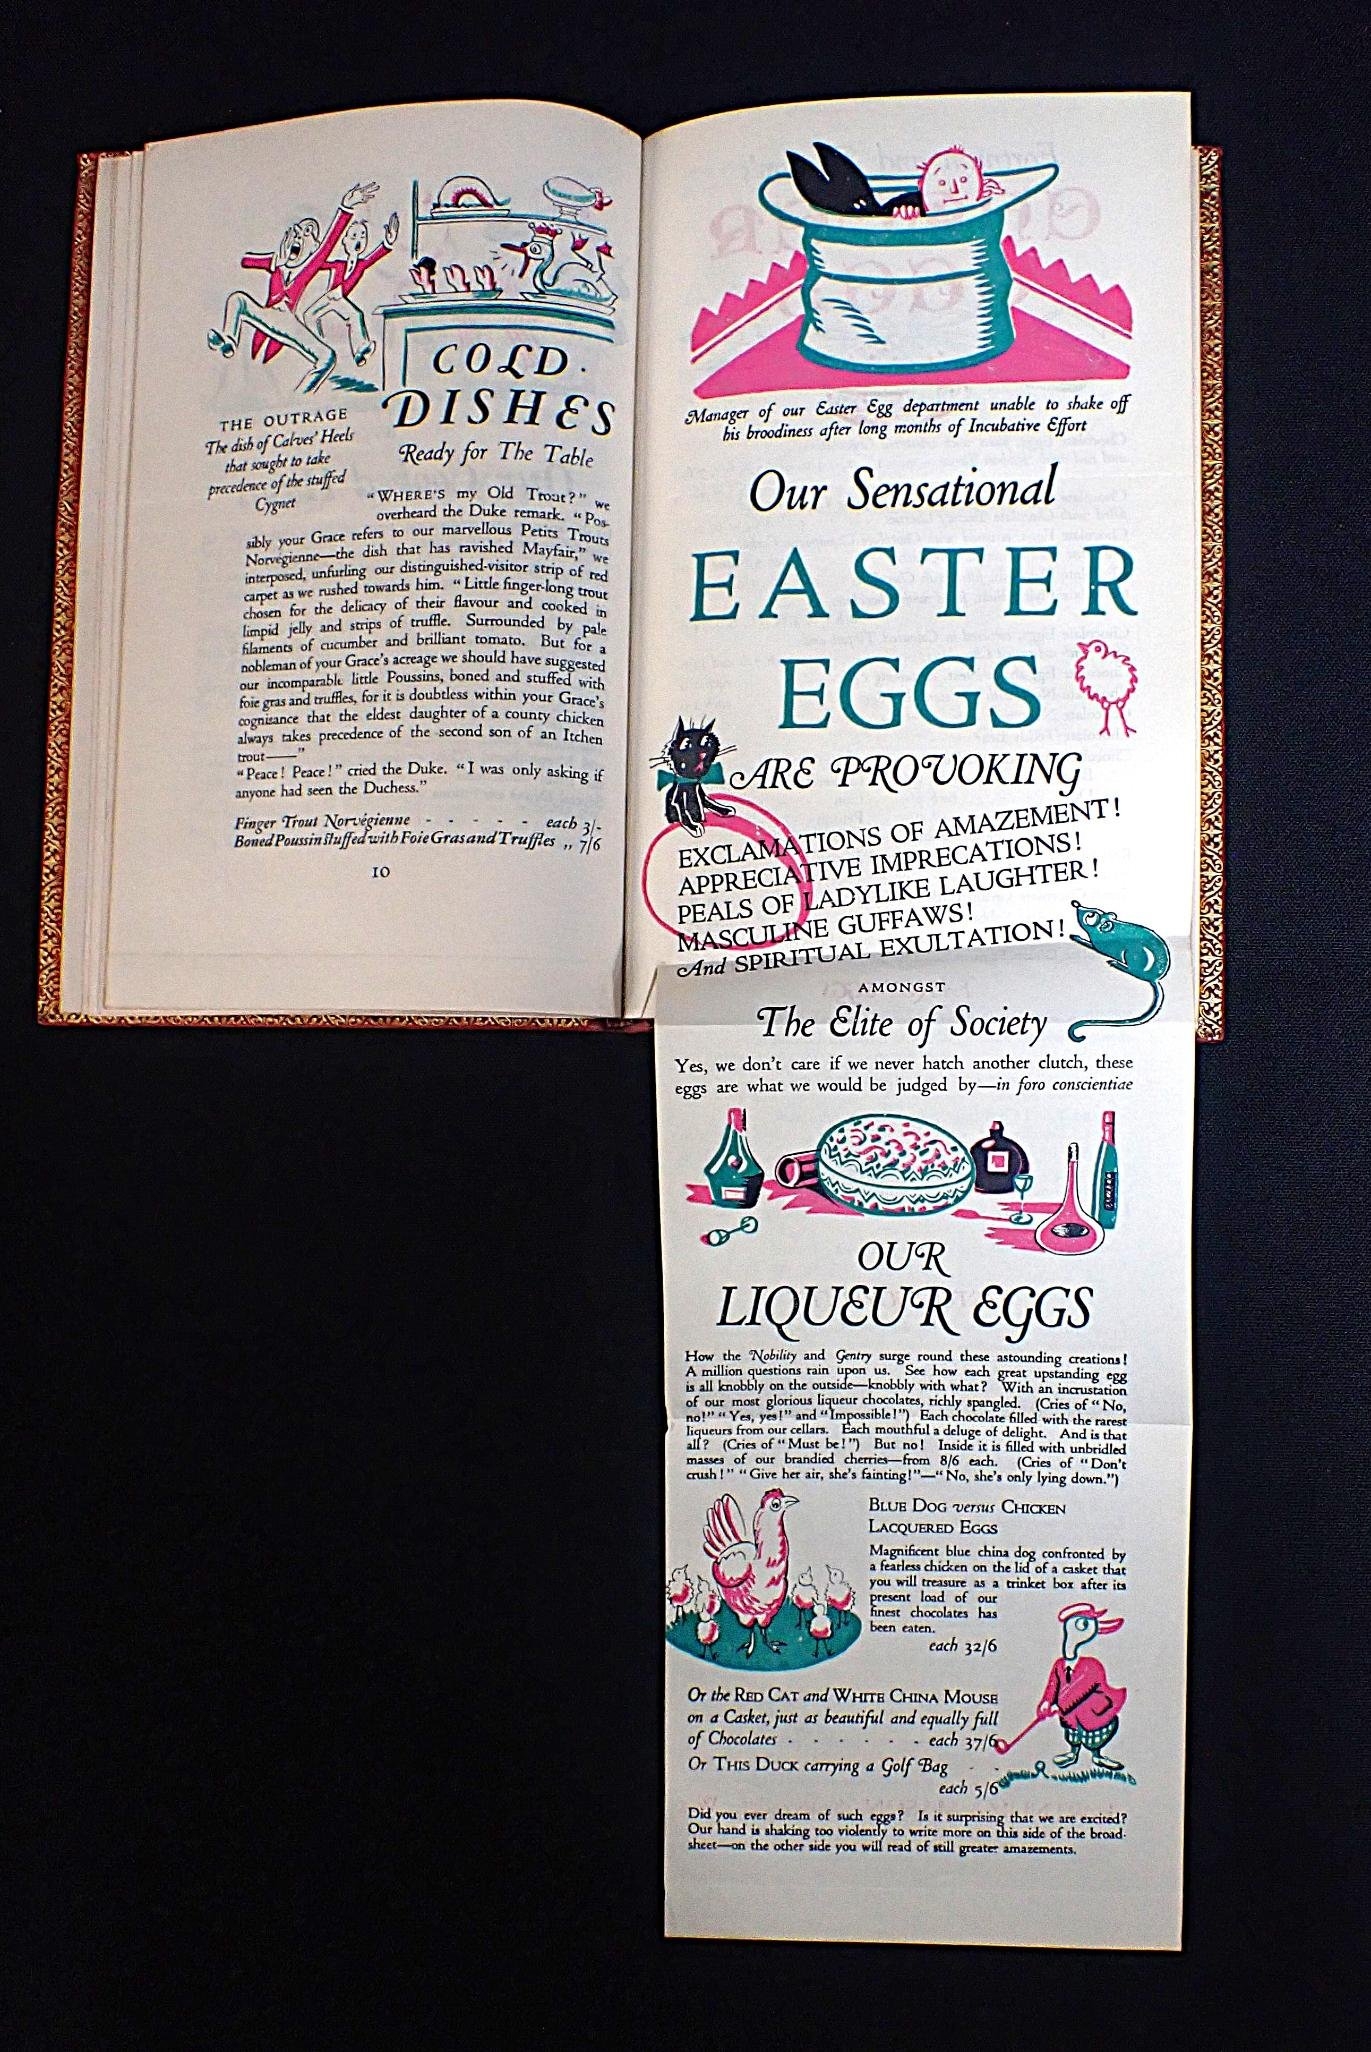 COLD
DISHES
THE OUTRAGE
The dish of Calves' Heels
that sought to take
precedence of the stuffed
Cygnet
Ready for The Table
"WHERE'S my Old Trout?" we
overheard the Duke remark. "Pos-
sibly your Grace refers to our marvellous Petits Trouts
Norvégienne—the dish that has ravished Mayfair," we
interposed, unfurling our distinguished-visitor strip of red
carpet as we rushed towards him. "Little finger-long trout
chosen for the delicacy of their flavour and cooked in
limpid jelly and strips of truffle. Surrounded by pale
filaments of cucumber and brilliant tomato. But for a
nobleman of your Grace's acreage we should have suggested
our incomparable little Poussins, boned and stuffed with
foie gras and truffles, for it is doubtless within your Grace's
cognisance that the eldest daughter of a county chicken
always takes precedence of the second son of an Itchen
trout——"
"Peace! Peace!" cried the Duke. "I was only asking if
anyone had seen the Duchess."
Finger Trout Norvégienne - - - - - each 3/-
Boned Poussin stuffed with Foie Gras and Truffles ,, 7/6
10
Manager of our Easter Egg department unable to shake off
his broodiness after long months of Incubative Effort
Our Sensational
EASTER
EGGS
ARE PROVOKING
EXCLAMATIONS OF AMAZEMENT!
APPRECIATIVE IMPRECATIONS!
PEALS OF LADYLIKE LAUGHTER!
MASCULINE GUFFAWS!
And SPIRITUAL EXULTATION!
AMONGST
The Elite of Society
Yes, we don't care if we never hatch another clutch, these
eggs are what we would be judged by—in foro conscientiae
OUR
LIQUEUR EGGS
How the Nobility and Gentry surge round these astounding creations!
A million questions rain upon us. See how each great upstanding egg
is all knobbly on the outside—knobbly with what? With an incrustation
of our most glorious liqueur chocolates, richly spangled. (Cries of "No,
no!" "Yes, yes!" and "Impossible!") Each chocolate filled with the rarest
liqueurs from our cellars. Each mouthful a deluge of delight. And is that
all? (Cries of "Must be!") But no! Inside it is filled with unbridled
masses of our brandied cherries—from 8/6 each. (Cries of "Don't
crush!" "Give her air, she's fainting!"—"No, she's only lying down.")
BLUE DOG versus CHICKEN
LACQUERED EGGS
Magnificent blue china dog confronted by
a fearless chicken on the lid of a casket that
you will treasure as a trinket box after its
present load of our
finest chocolates has
been eaten.
each 32/6
Or the RED CAT and WHITE CHINA MOUSE
on a Casket, just as beautiful and equally full
of Chocolates - - - - - - each 37/6
Or THIS DUCK carrying a Golf Bag - -
each 5/6
Did you ever dream of such eggs? Is it surprising that we are excited?
Our hand is shaking too violently to write more on this side of the broad-
sheet—on the other side you will read of still greater amazements.